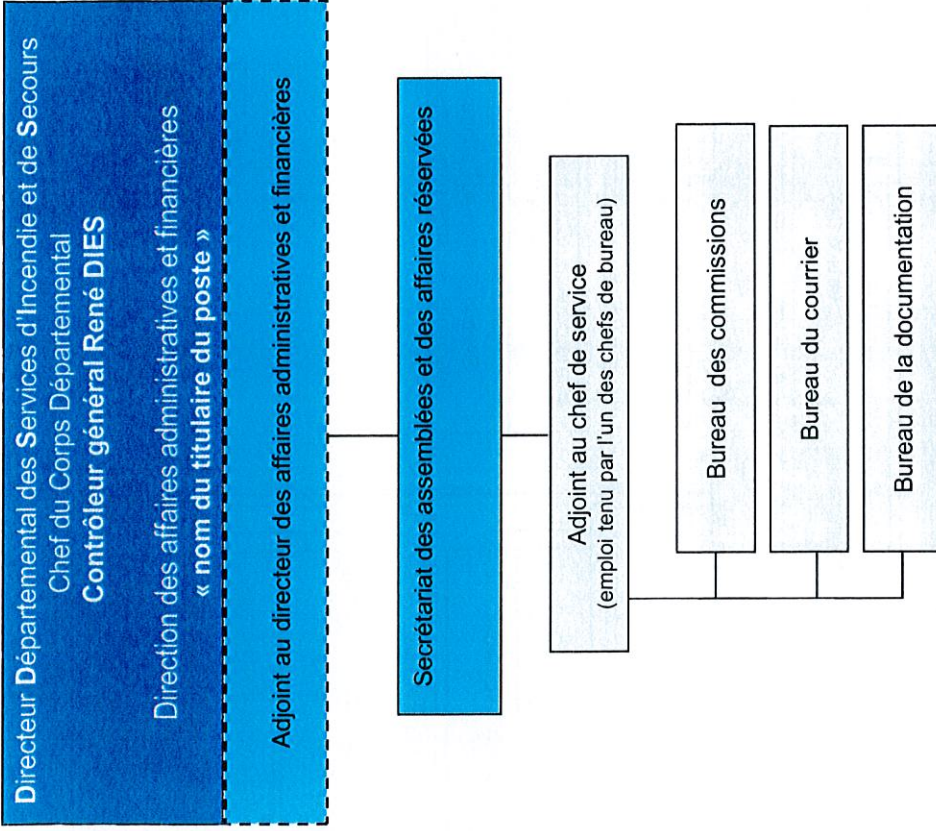 Directeur Départemental des Services d'Incendie et de Secours
Chef du Corps Départemental
Contrôleur général René DIES
Direction des affaires administratives et financières
« nom du titulaire du poste »
Adjoint au directeur des affaires administratives et financières
Secrétariat des assemblées et des affaires réservées
Adjoint au chef de service
(emploi tenu par l'un des chefs de bureau)
Bureau des commissions
Bureau du courrier
Bureau de la documentation